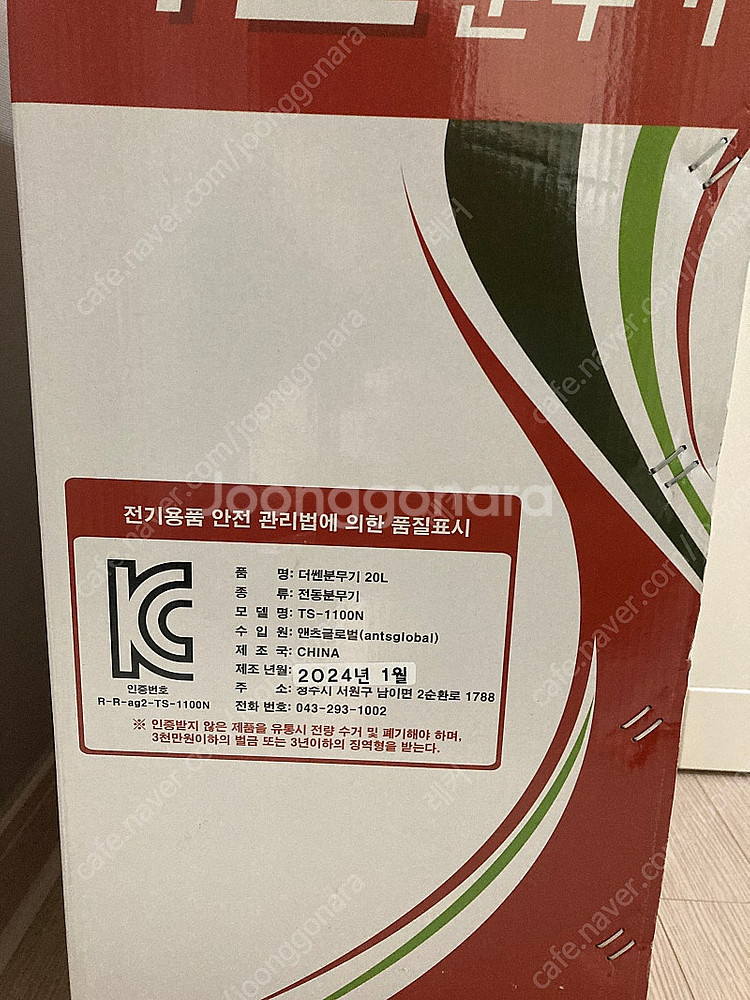 분무기
Joonggonara
전기용품 안전 관리법에 의한 품질표시
품 명: 더쎈분무기 20L
종 류: 전동분무기
모 델 명: TS-1100N
수 입 원: 앤츠글로벌(antsglobal)
제 조 국: CHINA
제조 년월: 2024년 1월
주 소: 청주시 서원구 남이면 2순환로 1788
전화 번호: 043-293-1002
인증번호
R-R-ag2-TS-1100N
※ 인증받지 않은 제품을 유통시 전량 수거 및 폐기해야 하며,
3천만원이하의 벌금 또는 3년이하의 징역형을 받는다.
cafe.naver.com/joonggonara